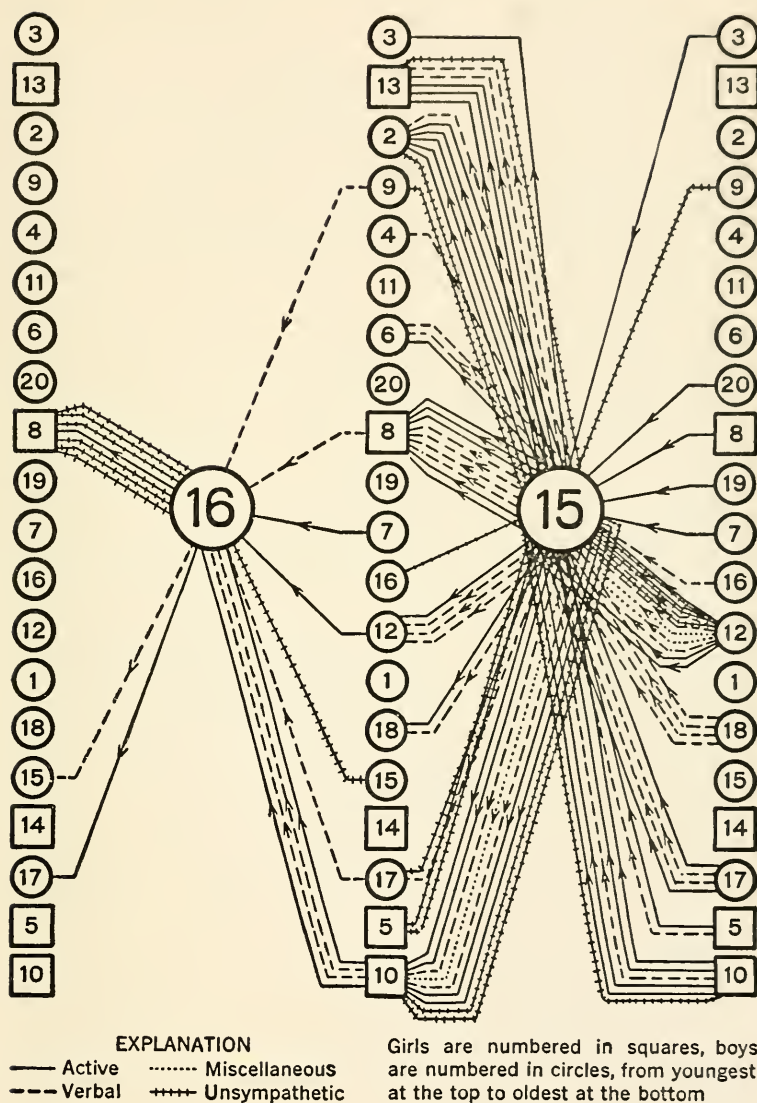 3 3 3
13 13 13
2 2 2
9 9 9
4 4 4
11 11 11
6 6 6
20 20 20
8 8 8
19 19 19
16 15
7 7 7
16 16 16
12 12 12
1 1 1
18 18 18
15 15 15
14 14 14
17 17 17
5 5 5
10 10 10
EXPLANATION
Active Miscellaneous
Verbal Unsympathetic
Girls are numbered in squares, boys
are numbered in circles, from youngest
at the top to oldest at the bottom